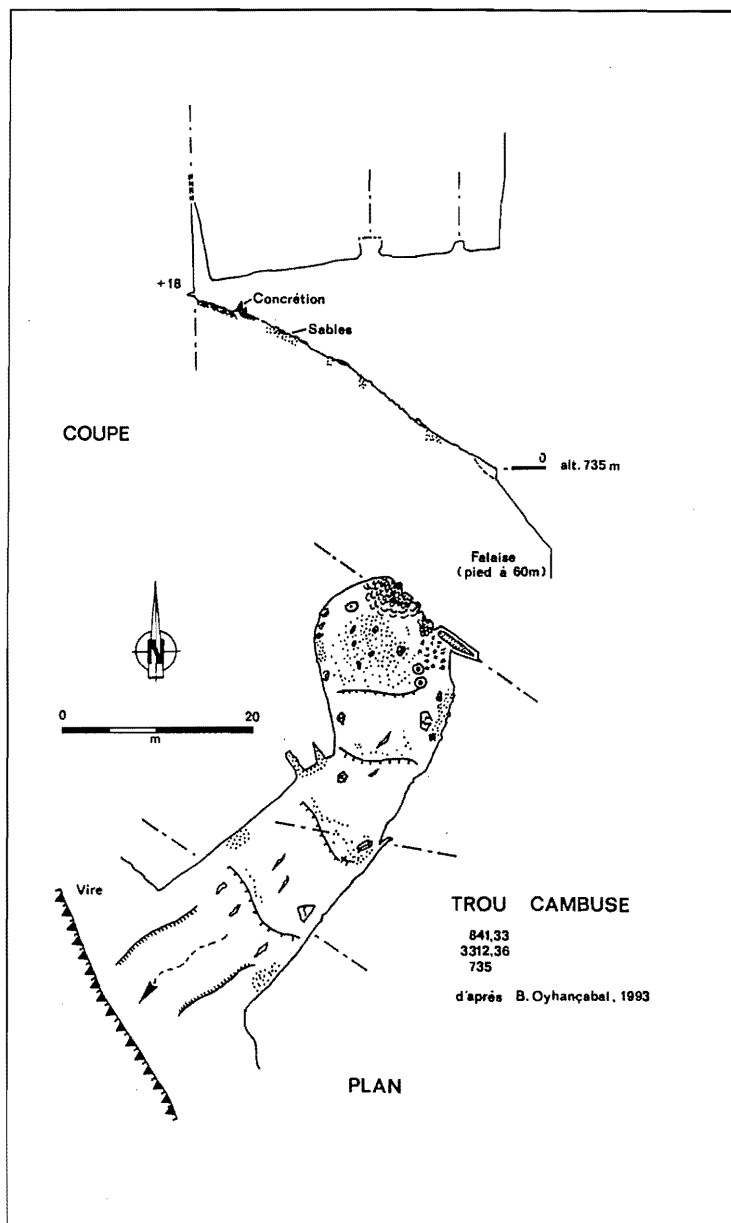 +18
Concrétion
Sables
COUPE
0
alt. 735 m
Falaise
(pied à 60m)
N
0 20
m
Vire
TROU CAMBUSE
841,33
3312,36
735
d'aprés B. Oyhançabal, 1993
PLAN